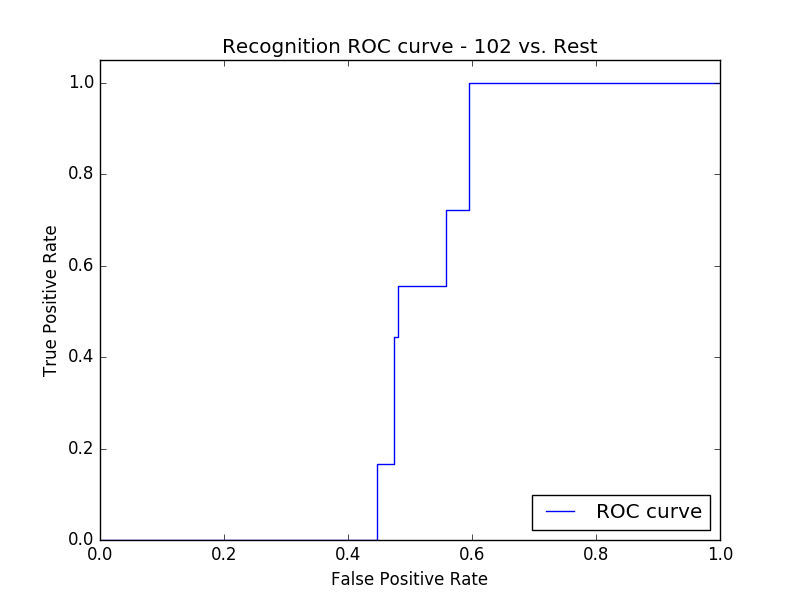 Recognition ROC curve - 102 vs. Rest
1.0
0.8
0.6
0.4
0.2
0.0
True Positive Rate
ROC curve
0.0 0.2 0.4 0.6 0.8 1.0
False Positive Rate